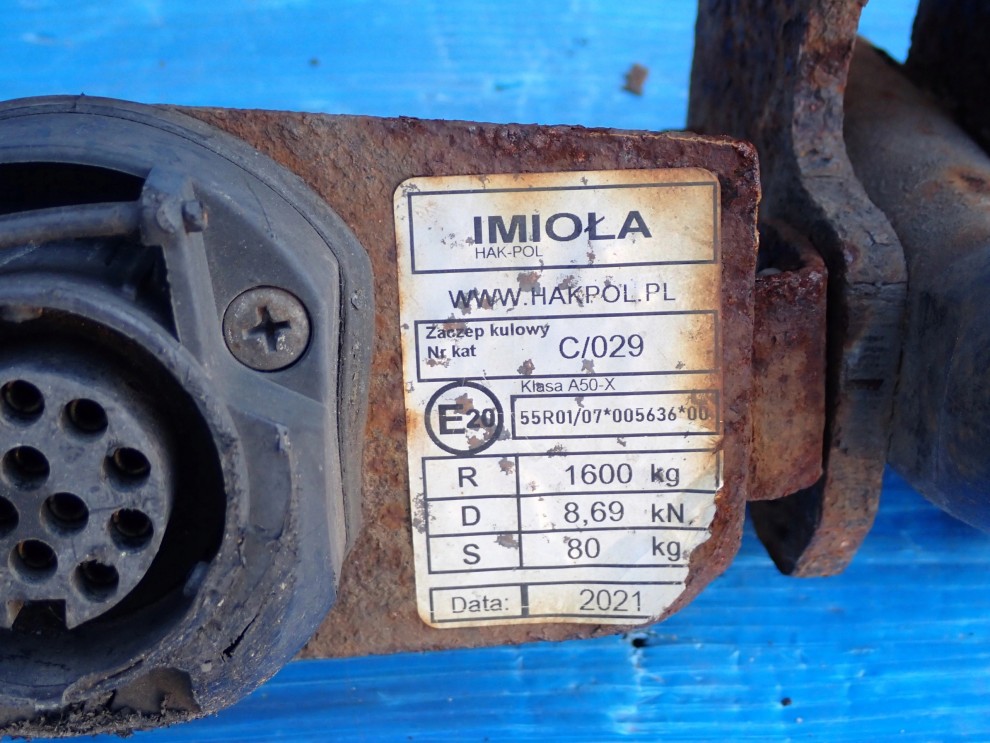 IMIOŁA
HAK-POL
WWW.HAKPOL.PL
Zaczep kulowy
Nr kat C/029
Klasa A50-X
E20 55R01/07*005636*00
R 1600 kg
D 8,69 kN
S 80 kg
Data: 2021